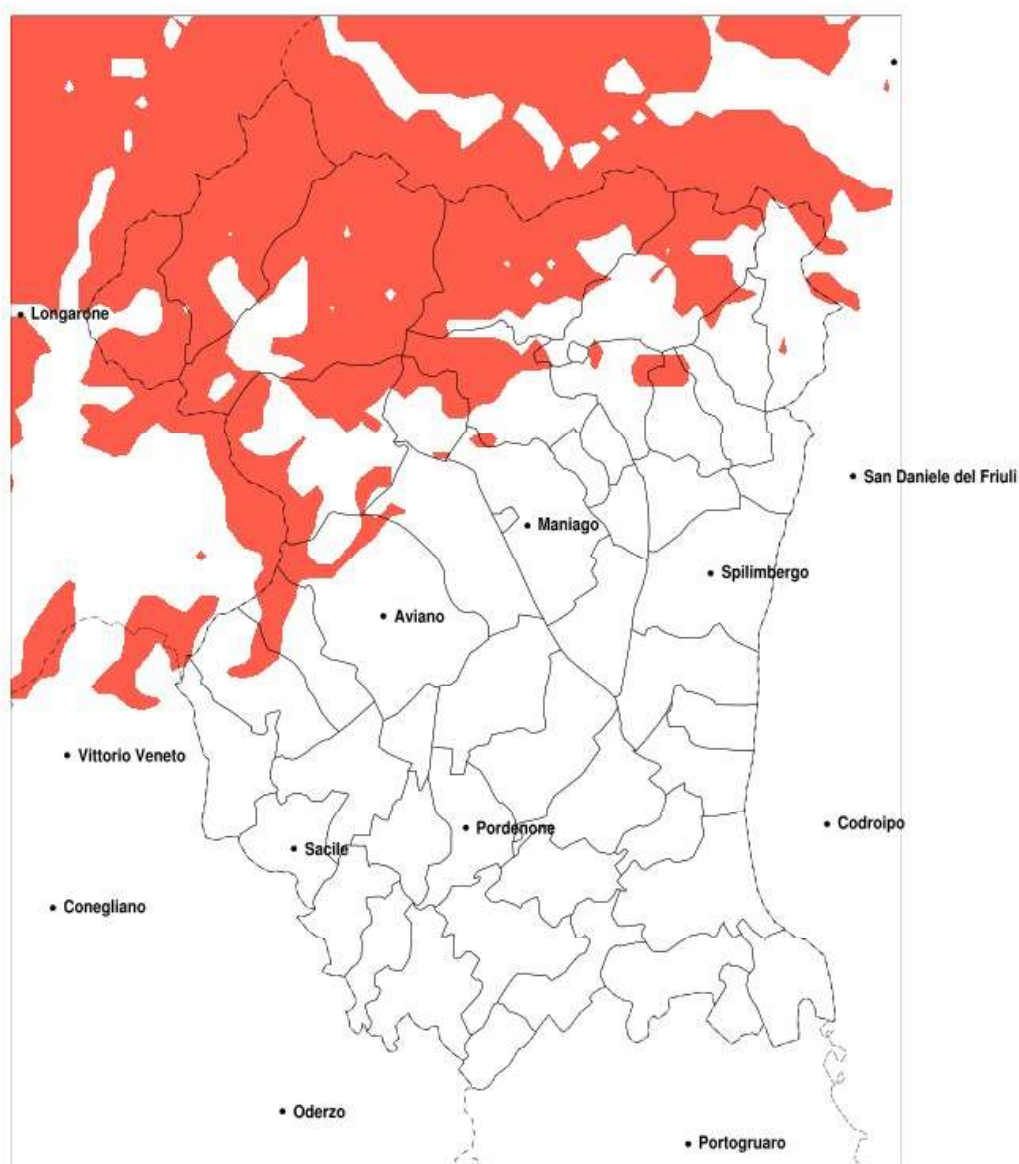 Longarone
San Daniele del Friuli
Maniago
Spilimbergo
Aviano
Vittorio Veneto
Codroipo
Pordenone
Sacile
Conegliano
Oderzo
Portogruaro